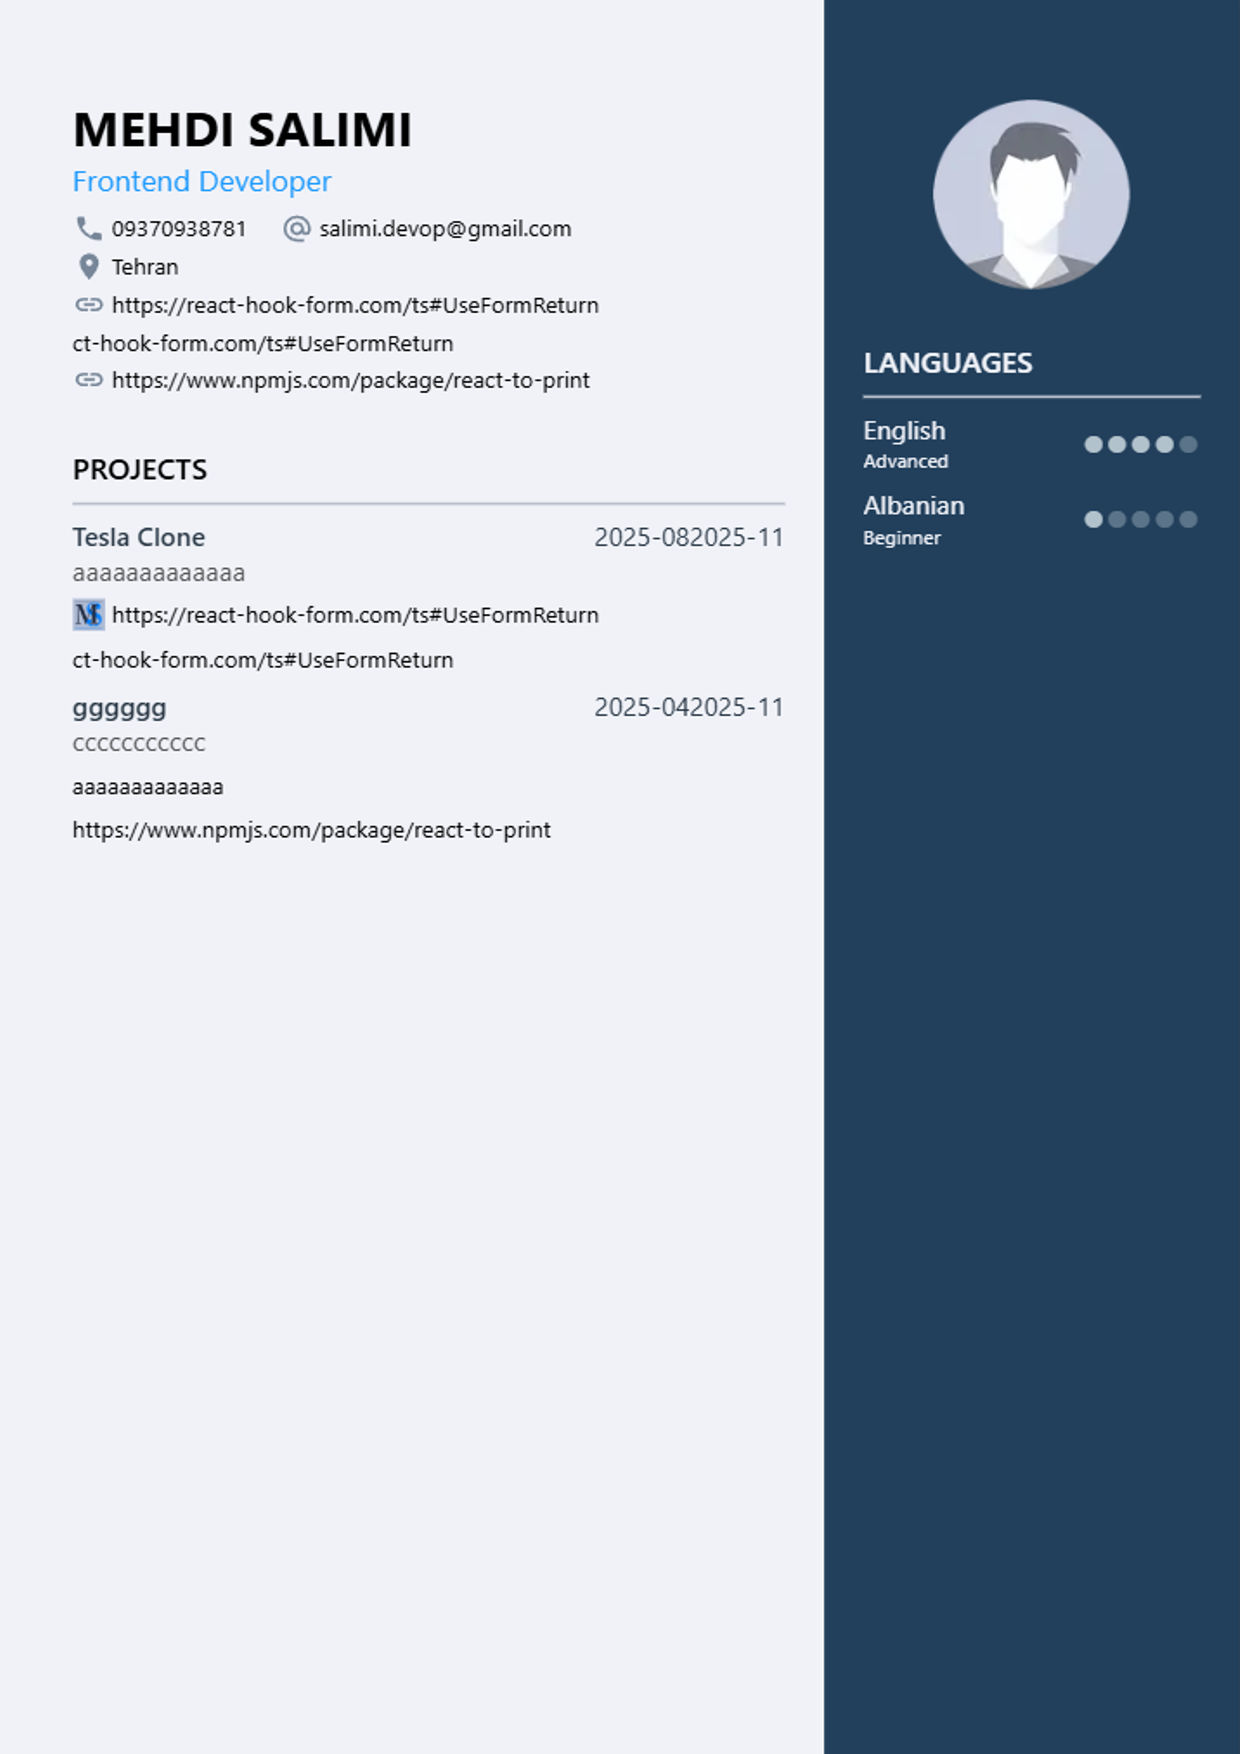 MEHDI SALIMI
Frontend Developer
09370938781 salimi.devop@gmail.com
Tehran
https://react-hook-form.com/ts#UseFormReturn
ct-hook-form.com/ts#UseFormReturn
https://www.npmjs.com/package/react-to-print
PROJECTS
Tesla Clone 2025-082025-11
aaaaaaaaaaaaa
MS https://react-hook-form.com/ts#UseFormReturn
ct-hook-form.com/ts#UseFormReturn
gggggg 2025-042025-11
ccccccccccc
aaaaaaaaaaaaa
https://www.npmjs.com/package/react-to-print
LANGUAGES
English
Advanced
Albanian
Beginner